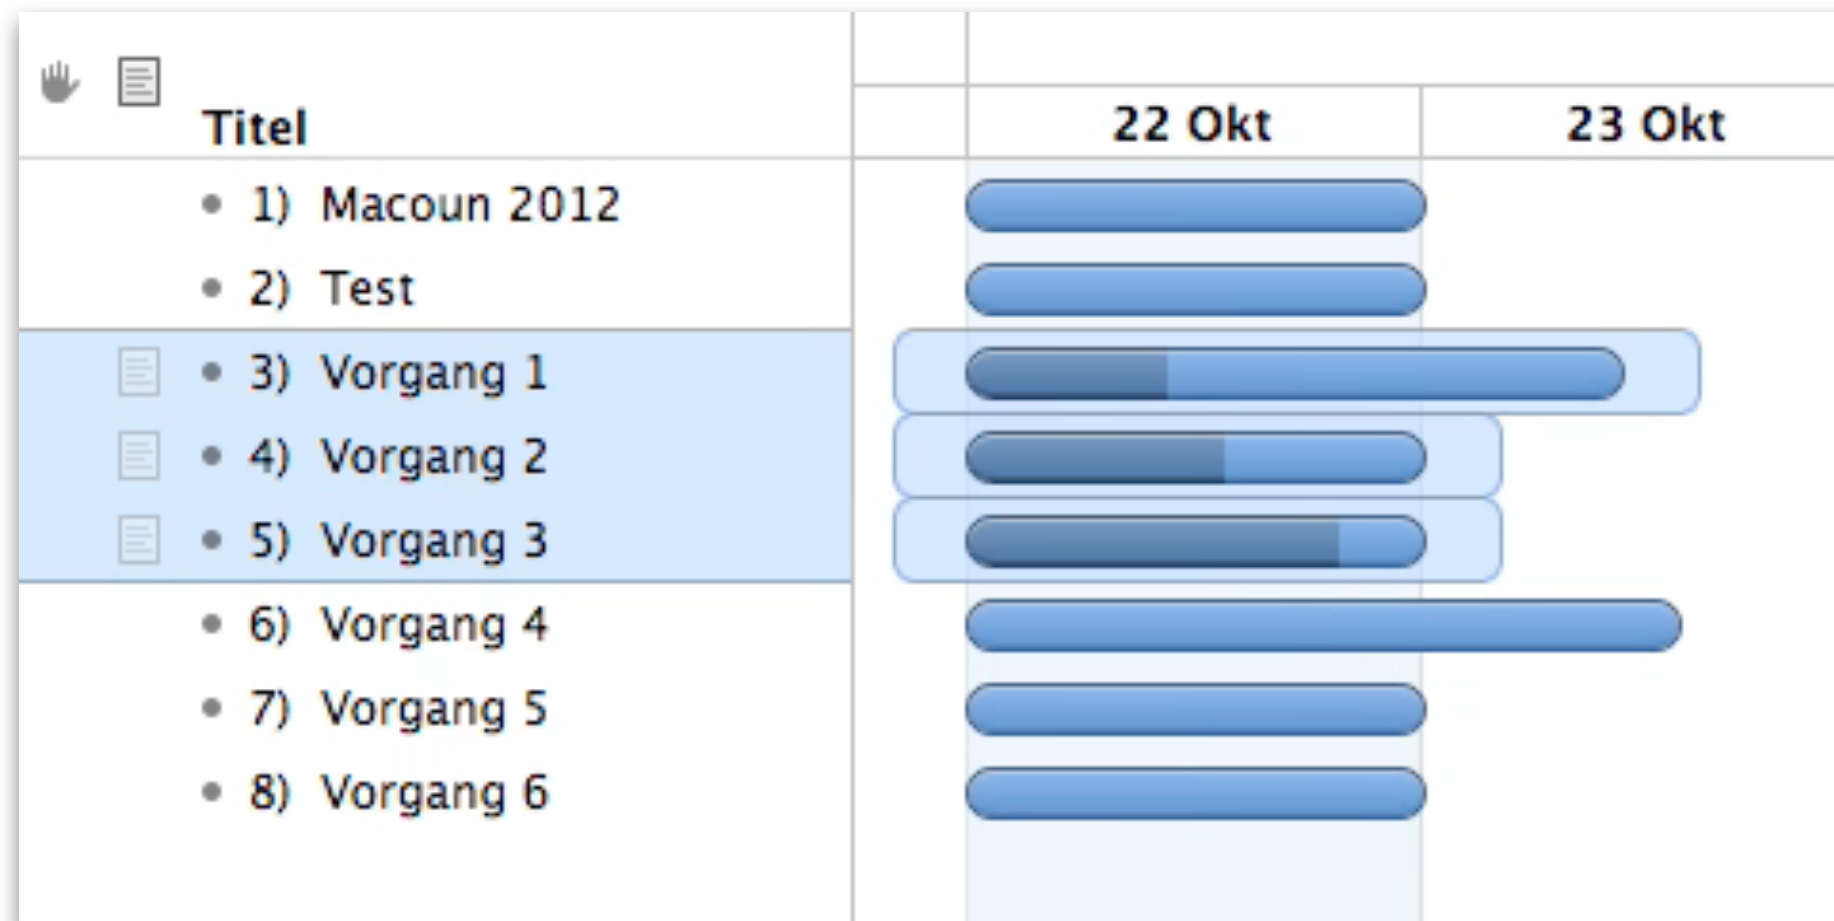 Titel
22 Okt
23 Okt
1) Macoun 2012
2) Test
3) Vorgang 1
4) Vorgang 2
5) Vorgang 3
6) Vorgang 4
7) Vorgang 5
8) Vorgang 6